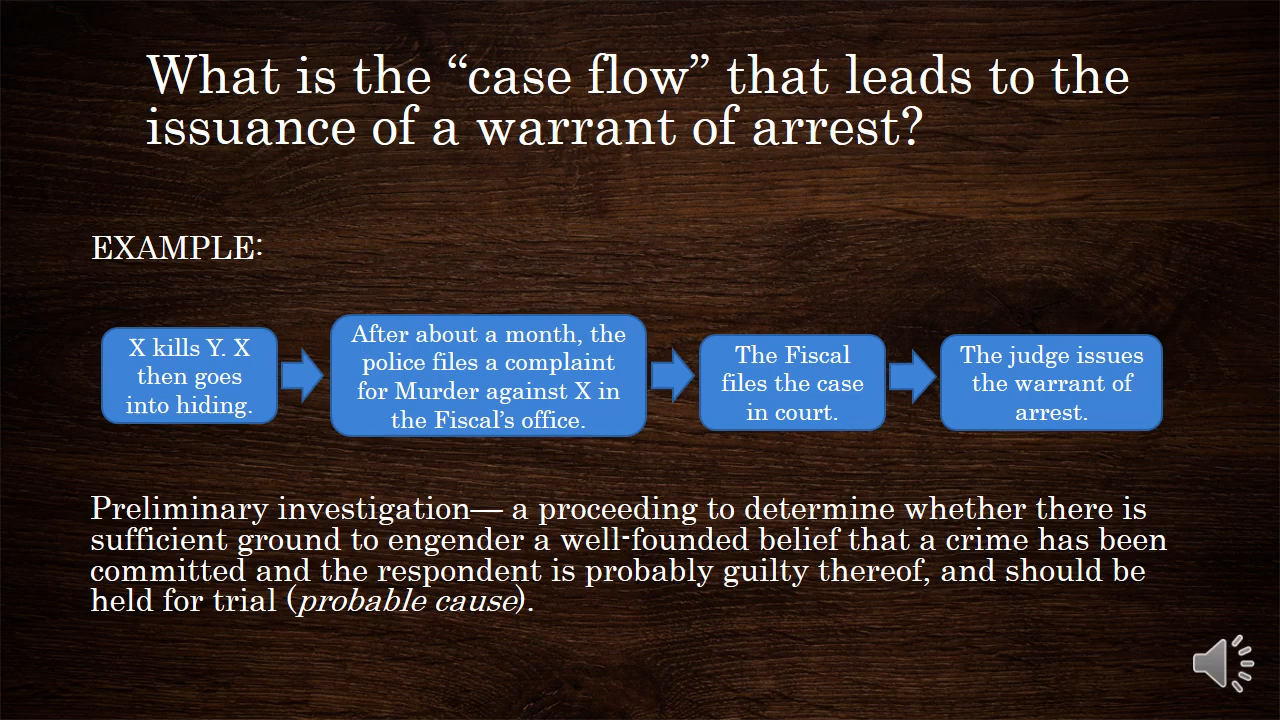 What is the “case flow” that leads to the
issuance of a warrant of arrest?
EXAMPLE:
X kills Y. X
then goes
into hiding.
After about a month, the
police files a complaint
for Murder against X in
the Fiscal’s office.
The Fiscal
files the case
in court.
The judge issues
the warrant of
arrest.
Preliminary investigation— a proceeding to determine whether there is
sufficient ground to engender a well-founded belief that a crime has been
committed and the respondent is probably guilty thereof, and should be
held for trial (probable cause).